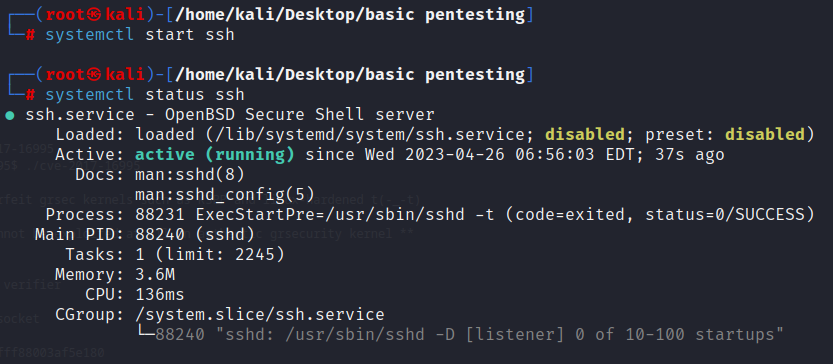 ┌──(root㉿kali)-[/home/kali/Desktop/basic pentesting]
└─# systemctl start ssh
┌──(root㉿kali)-[/home/kali/Desktop/basic pentesting]
└─# systemctl status ssh
● ssh.service - OpenBSD Secure Shell server
Loaded: loaded (/lib/systemd/system/ssh.service; disabled; preset: disabled)
Active: active (running) since Wed 2023-04-26 06:56:03 EDT; 37s ago
Docs: man:sshd(8)
man:sshd_config(5)
Process: 88231 ExecStartPre=/usr/sbin/sshd -t (code=exited, status=0/SUCCESS)
Main PID: 88240 (sshd)
Tasks: 1 (limit: 2245)
Memory: 3.6M
CPU: 136ms
CGroup: /system.slice/ssh.service
└─88240 "sshd: /usr/sbin/sshd -D [listener] 0 of 10-100 startups"